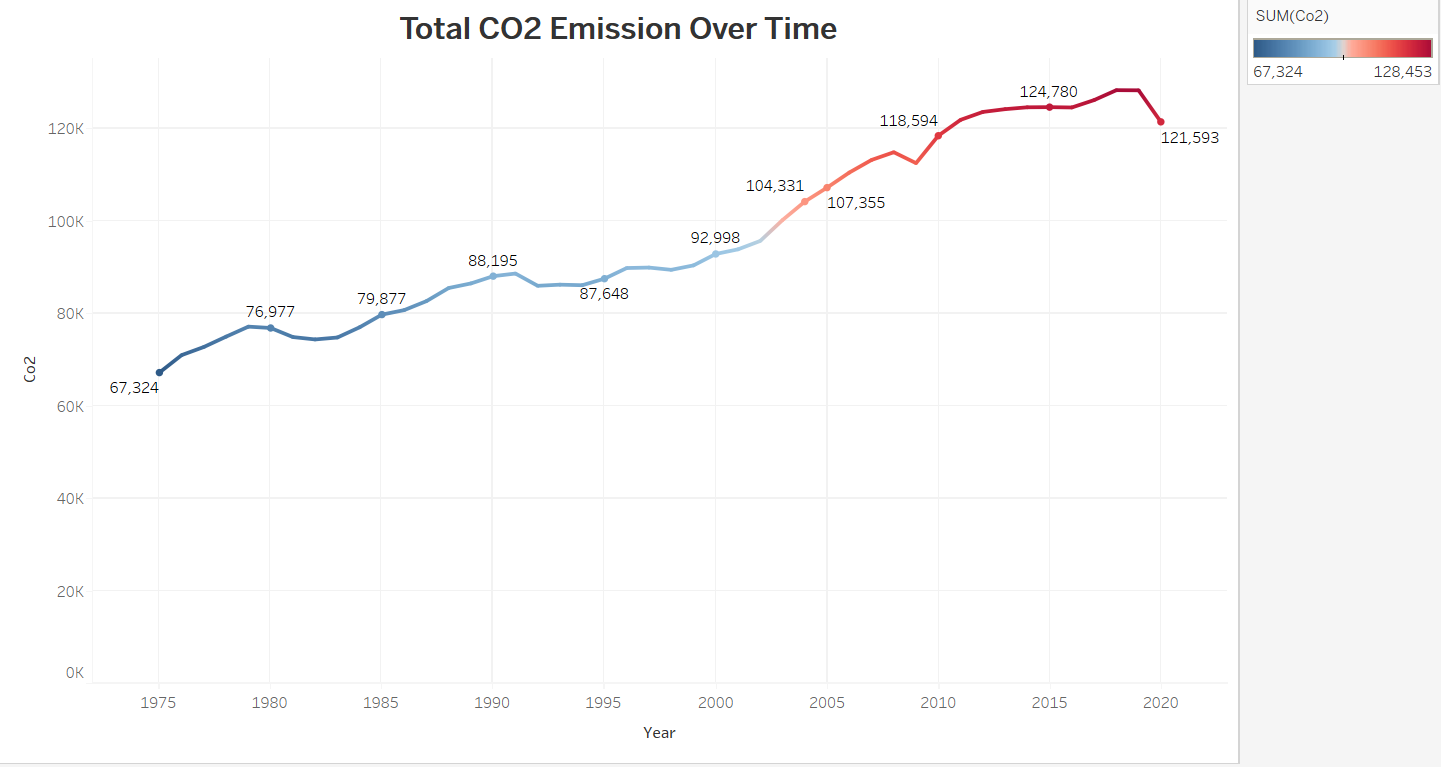 Total CO2 Emission Over Time
SUM(Co2)
67,324 128,453
120K
100K
80K
60K
40K
20K
0K
Co2
67,324
76,977
79,877
88,195
87,648
92,998
104,331
107,355
118,594
124,780
121,593
1975 1980 1985 1990 1995 2000 2005 2010 2015 2020
Year